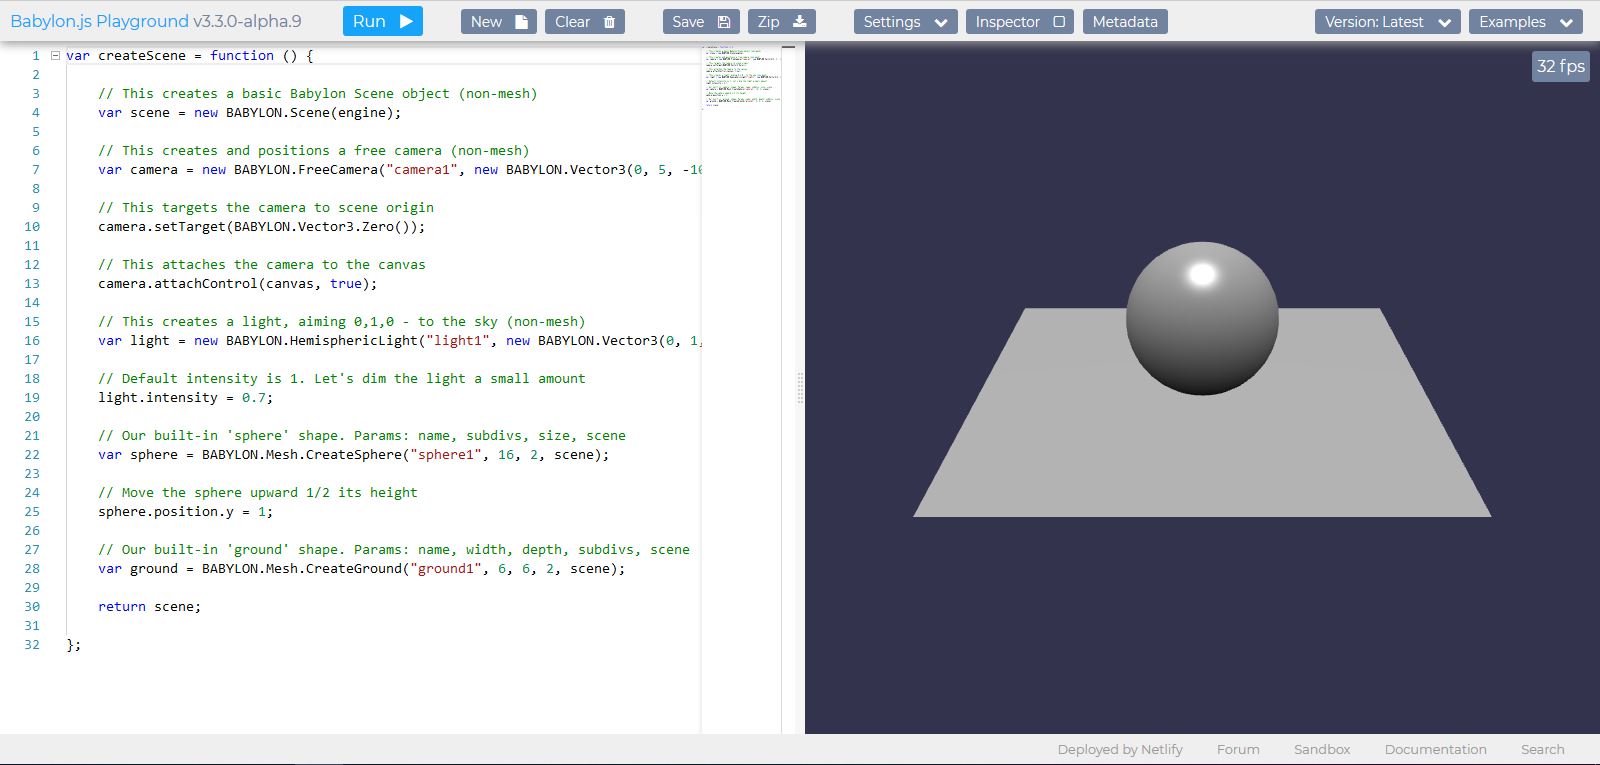 Babylon.js Playground v3.3.0-alpha.9 Run New Clear Save Zip Settings Inspector Metadata Version: Latest Examples
1 var createScene = function () {
2
3 // This creates a basic Babylon Scene object (non-mesh)
4 var scene = new BABYLON.Scene(engine);
5
6 // This creates and positions a free camera (non-mesh)
7 var camera = new BABYLON.FreeCamera("camera1", new BABYLON.Vector3(0, 5, -10
8
9 // This targets the camera to scene origin
10 camera.setTarget(BABYLON.Vector3.Zero());
11
12 // This attaches the camera to the canvas
13 camera.attachControl(canvas, true);
14
15 // This creates a light, aiming 0,1,0 - to the sky (non-mesh)
16 var light = new BABYLON.HemisphericLight("light1", new BABYLON.Vector3(0, 1,
17
18 // Default intensity is 1. Let's dim the light a small amount
19 light.intensity = 0.7;
20
21 // Our built-in 'sphere' shape. Params: name, subdivs, size, scene
22 var sphere = BABYLON.Mesh.CreateSphere("sphere1", 16, 2, scene);
23
24 // Move the sphere upward 1/2 its height
25 sphere.position.y = 1;
26
27 // Our built-in 'ground' shape. Params: name, width, depth, subdivs, scene
28 var ground = BABYLON.Mesh.CreateGround("ground1", 6, 6, 2, scene);
29
30 return scene;
31
32 };
32 fps
Deployed by Netlify Forum Sandbox Documentation Search